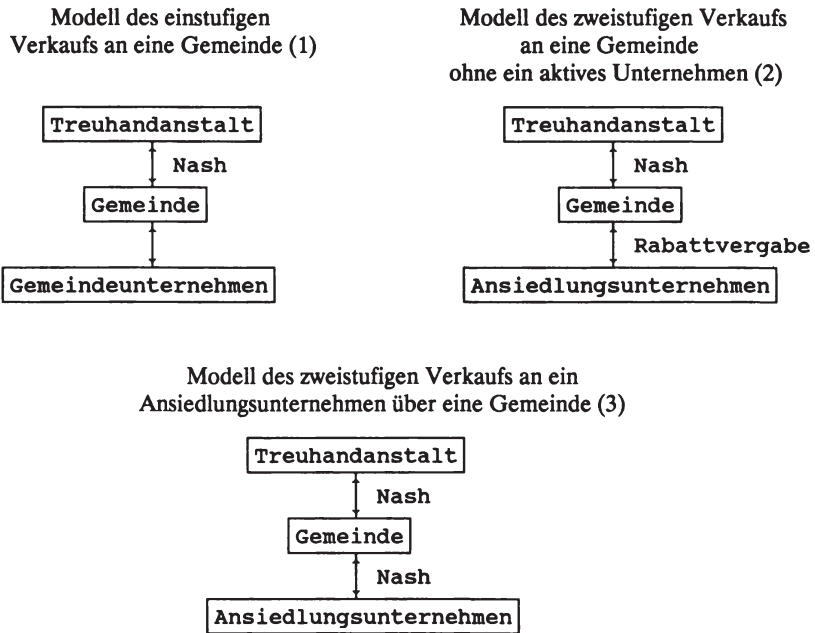 Modell des einstufigen
Verkaufs an eine Gemeinde (1)
Treuhandanstalt
Nash
Gemeinde
Gemeindeunternehmen
Modell des zweistufigen Verkaufs
an eine Gemeinde
ohne ein aktives Unternehmen (2)
Treuhandanstalt
Nash
Gemeinde
Rabattvergabe
Ansiedlungsunternehmen
Modell des zweistufigen Verkaufs an ein
Ansiedlungsunternehmen über eine Gemeinde (3)
Treuhandanstalt
Nash
Gemeinde
Nash
Ansiedlungsunternehmen